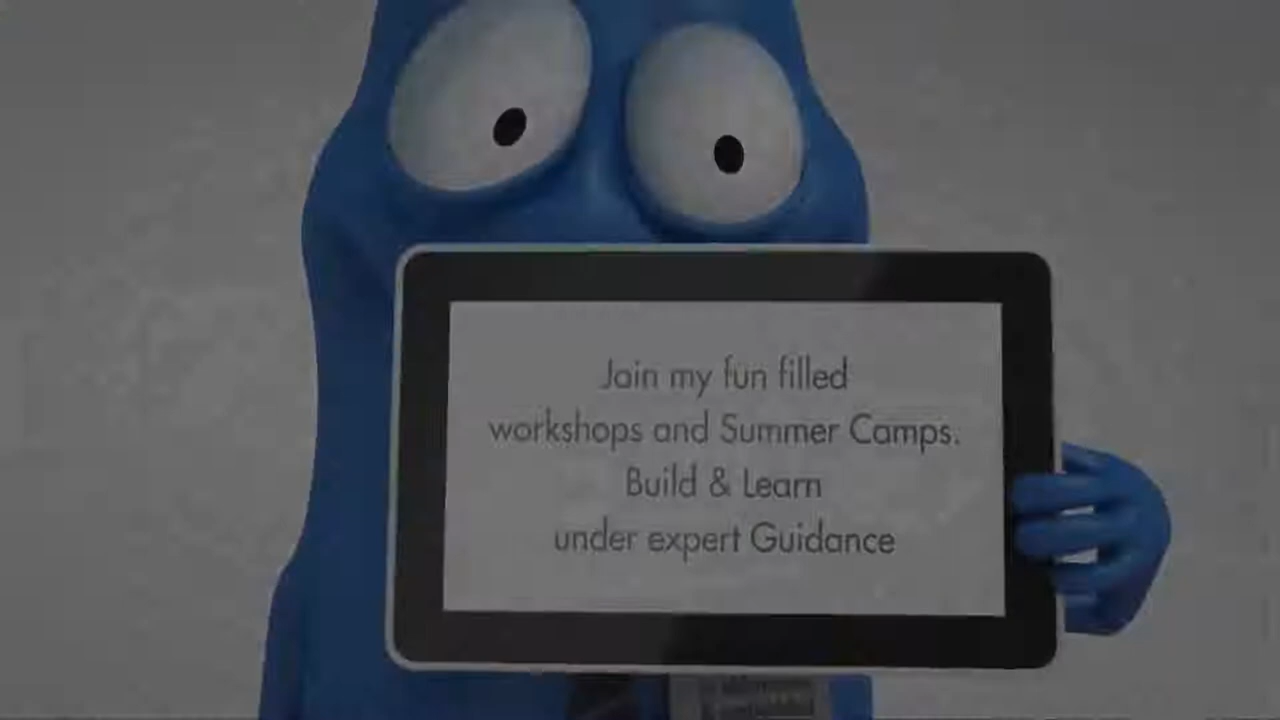 Join my fun filled
workshops and Summer Camps.
Build & Learn
under expert Guidance